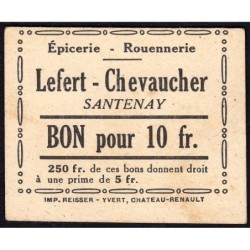 Épicerie - Rouennerie
Lefert - Chevaucher
SANTENAY
BON pour 10 fr.
250 fr. de ces bons donnent droit
à une prime de 5 fr.
IMP. REISSER - YVERT, CHATEAU-RENAULT